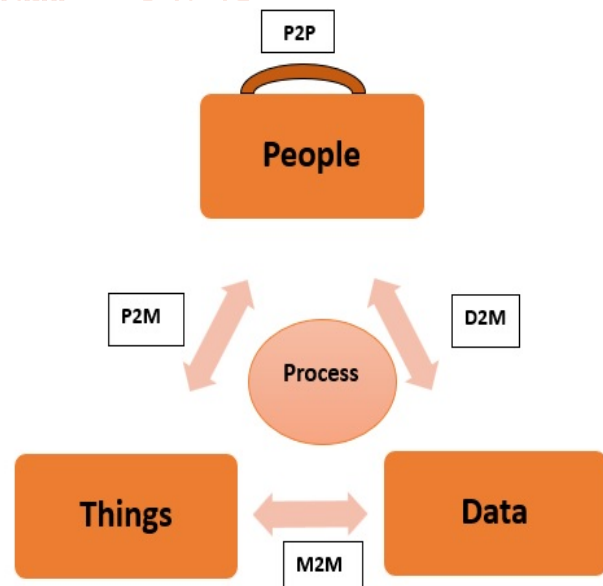 P2P
People
P2M
D2M
Process
Things
Data
M2M